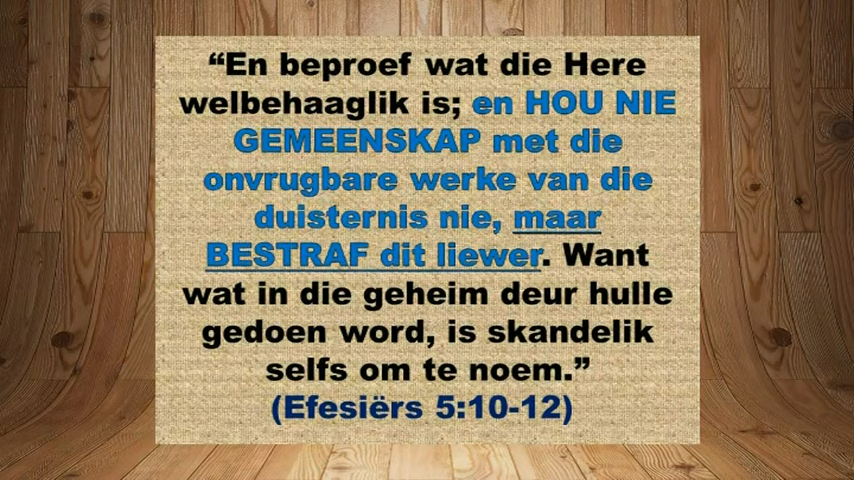 “En beproef wat die Here
welbehaaglik is; en HOU NIE
GEMEENSKAP met die
onvrugbare werke van die
duisternis nie, maar
BESTRAF dit liewer. Want
wat in die geheim deur hulle
gedoen word, is skandelik
selfs om te noem.”
(Efesiërs 5:10-12)